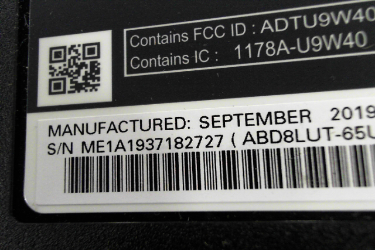 Contains FCC ID : ADTU9W40
Contains IC : 1178A-U9W40
MANUFACTURED: SEPTEMBER 2019
S/N ME1A1937182727 ( ABD8LUT-65U